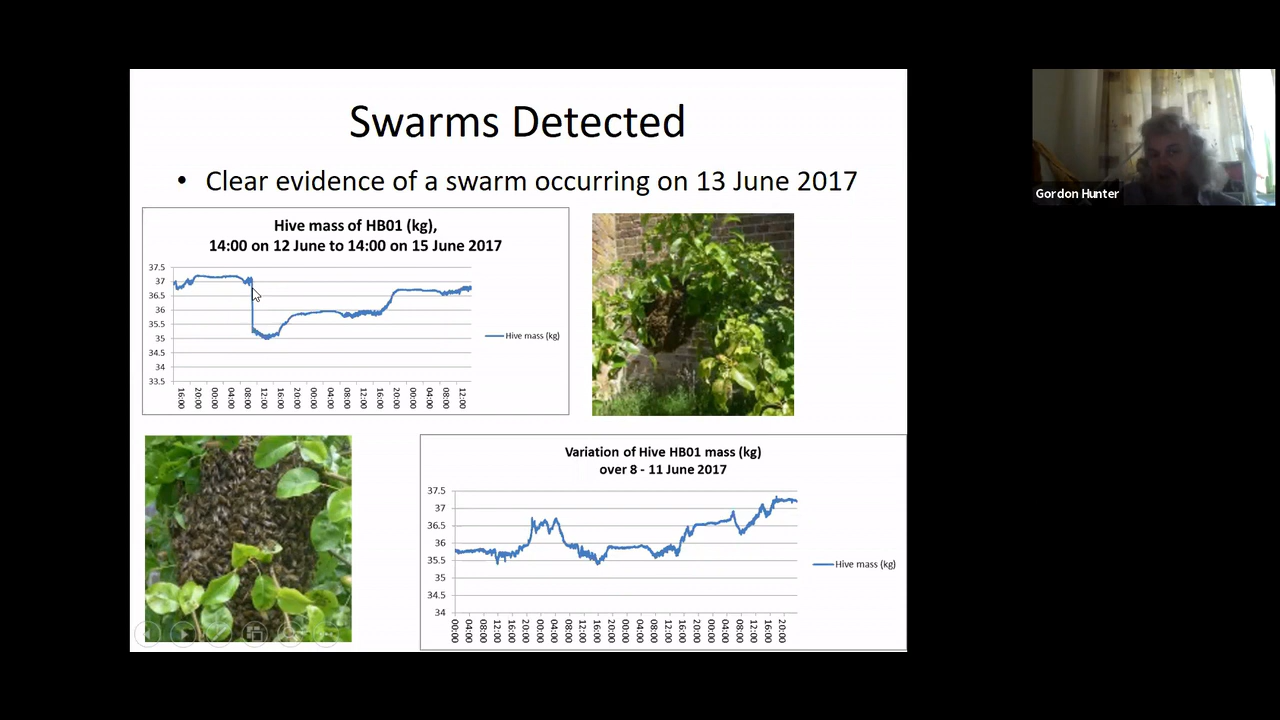 Swarms Detected
• Clear evidence of a swarm occurring on 13 June 2017
Hive mass of HB01 (kg),
14:00 on 12 June to 14:00 on 15 June 2017
37.5
37
36.5
36
35.5
35
34.5
34
33.5
16:00 20:00 00:00 04:00 08:00 12:00 16:00 20:00 00:00 04:00 08:00 12:00 16:00 20:00 00:00 04:00 08:00 12:00
Hive mass (kg)
Variation of Hive HB01 mass (kg)
over 8 - 11 June 2017
37.5
37
36.5
36
35.5
35
34.5
34
00:00 04:00 08:00 12:00 16:00 20:00 00:00 04:00 08:00 12:00 16:00 20:00 00:00 04:00 08:00 12:00 16:00 20:00 00:00 04:00 08:00 12:00 16:00 20:00
Hive mass (kg)
Gordon Hunter